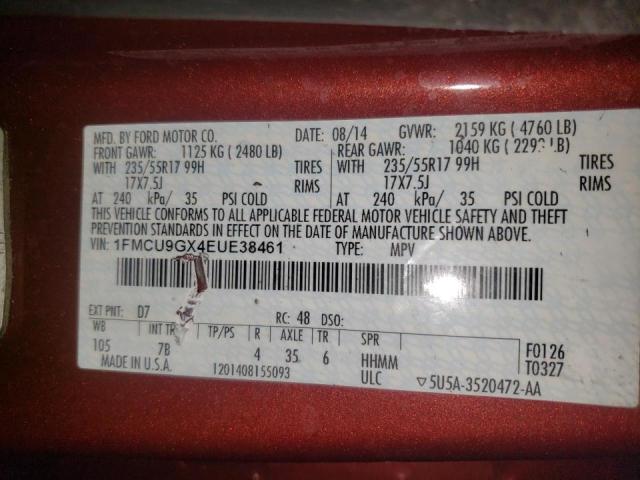 MFD. BY FORD MOTOR CO. DATE: 08/14 GVWR: 2159 KG ( 4760 LB)
FRONT GAWR: 1125 KG ( 2480 LB) REAR GAWR: 1040 KG ( LB)
WITH 235/55R17 99H TIRES WITH 235/55R17 99H TIRES
17X7.5J RIMS 17X7.5J RIMS
AT 240 kPa/ 35 PSI COLD AT 240 kPa/ 35 PSI COLD
THIS VEHICLE CONFORMS TO ALL APPLICABLE FEDERAL MOTOR VEHICLE SAFETY AND THEFT
PREVENTION STANDARDS IN EFFECT ON THE DATE OF MANUFACTURE SHOWN ABOVE.
VIN: 1FMCU9GX4EUE38461 TYPE: MPV
EXT PNT: D7 RC: 48 DSO:
WB INT TR TP/PS R AXLE TR SPR F0126
105 7B 4 35 6 HHMM T0327
MADE IN U.S.A. 1201408155093 ULC ▽5U5A-3520472-AA